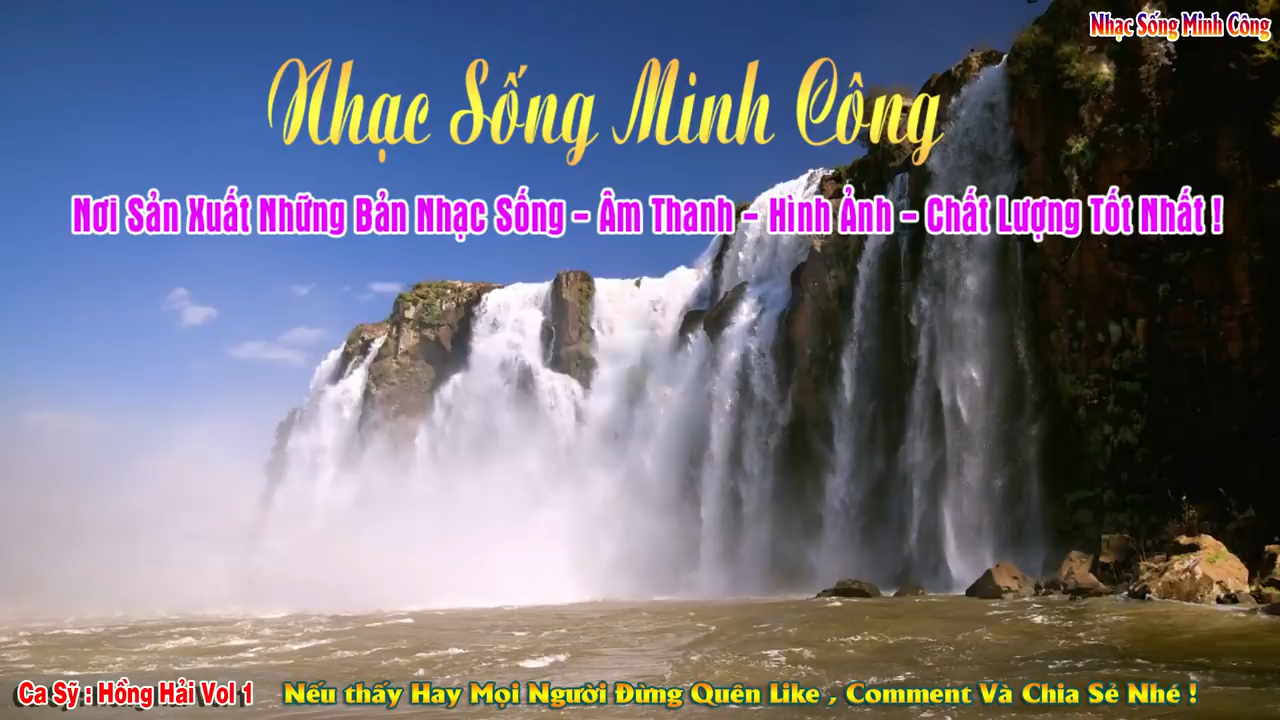 Nhạc Sống Minh Công
Nhạc Sống Minh Công
Nơi Sản Xuất Những Bản Nhạc Sống - Âm Thanh - Hình Ảnh - Chất Lượng Tốt Nhất !
Ca Sỹ : Hồng Hải Vol 1
Nếu thấy Hay Mọi Người Đừng Quên Like , Comment Và Chia Sẻ Nhé !